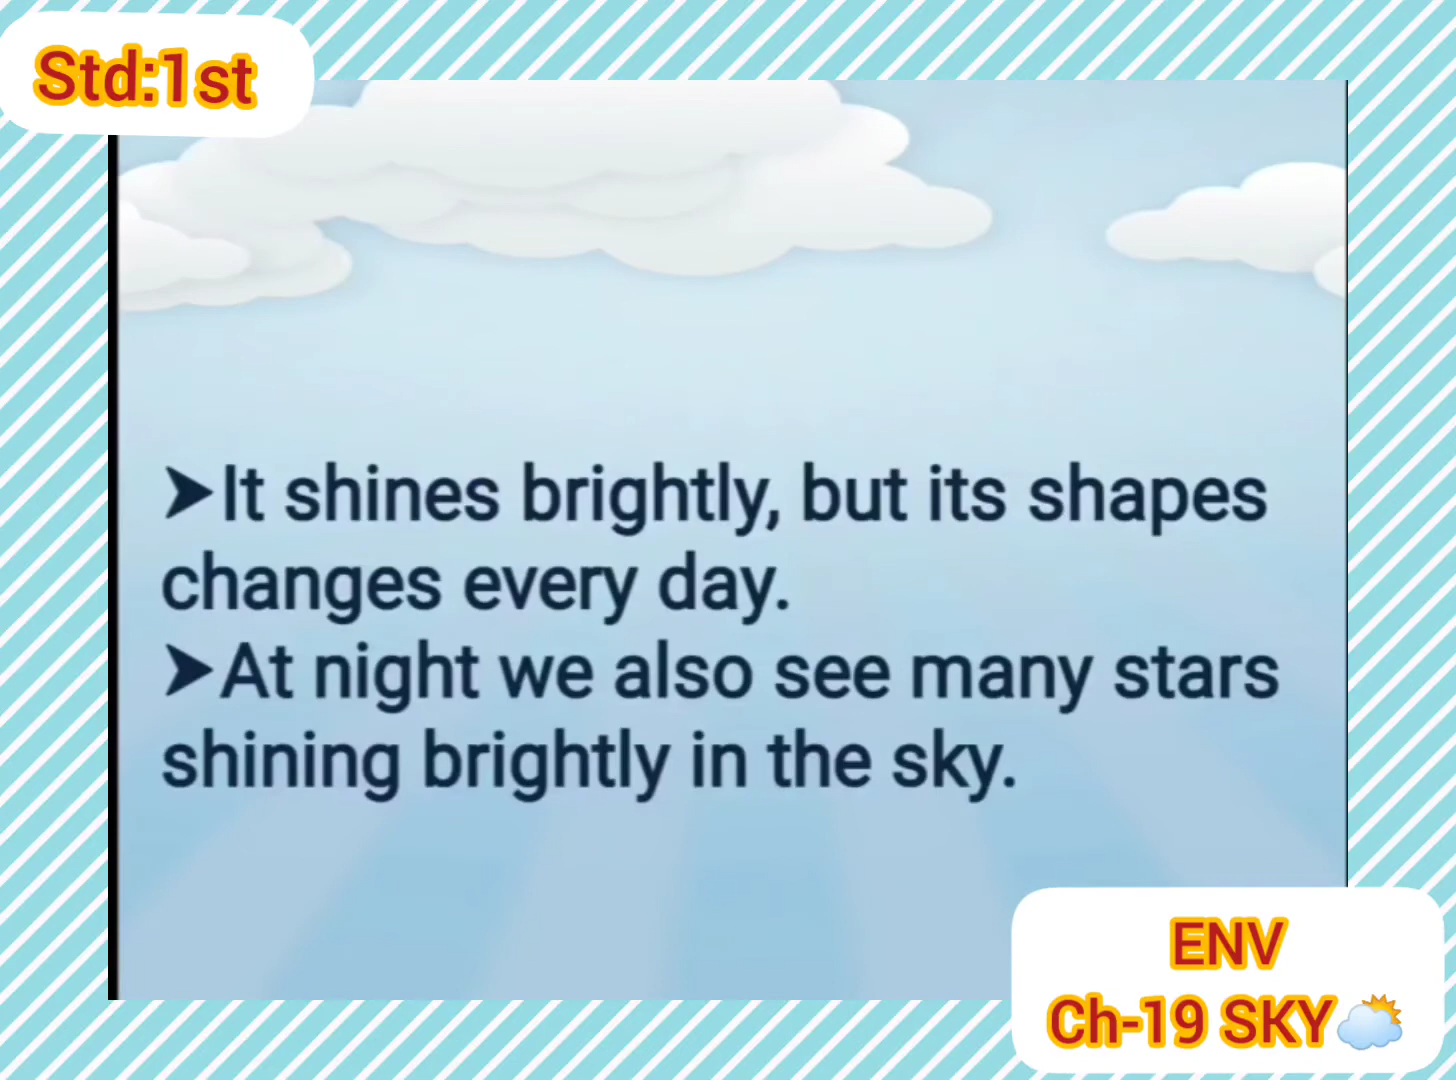 Std:1st
➤It shines brightly, but its shapes
changes every day.
➤At night we also see many stars
shining brightly in the sky.
ENV
Ch-19 SKY🌥️